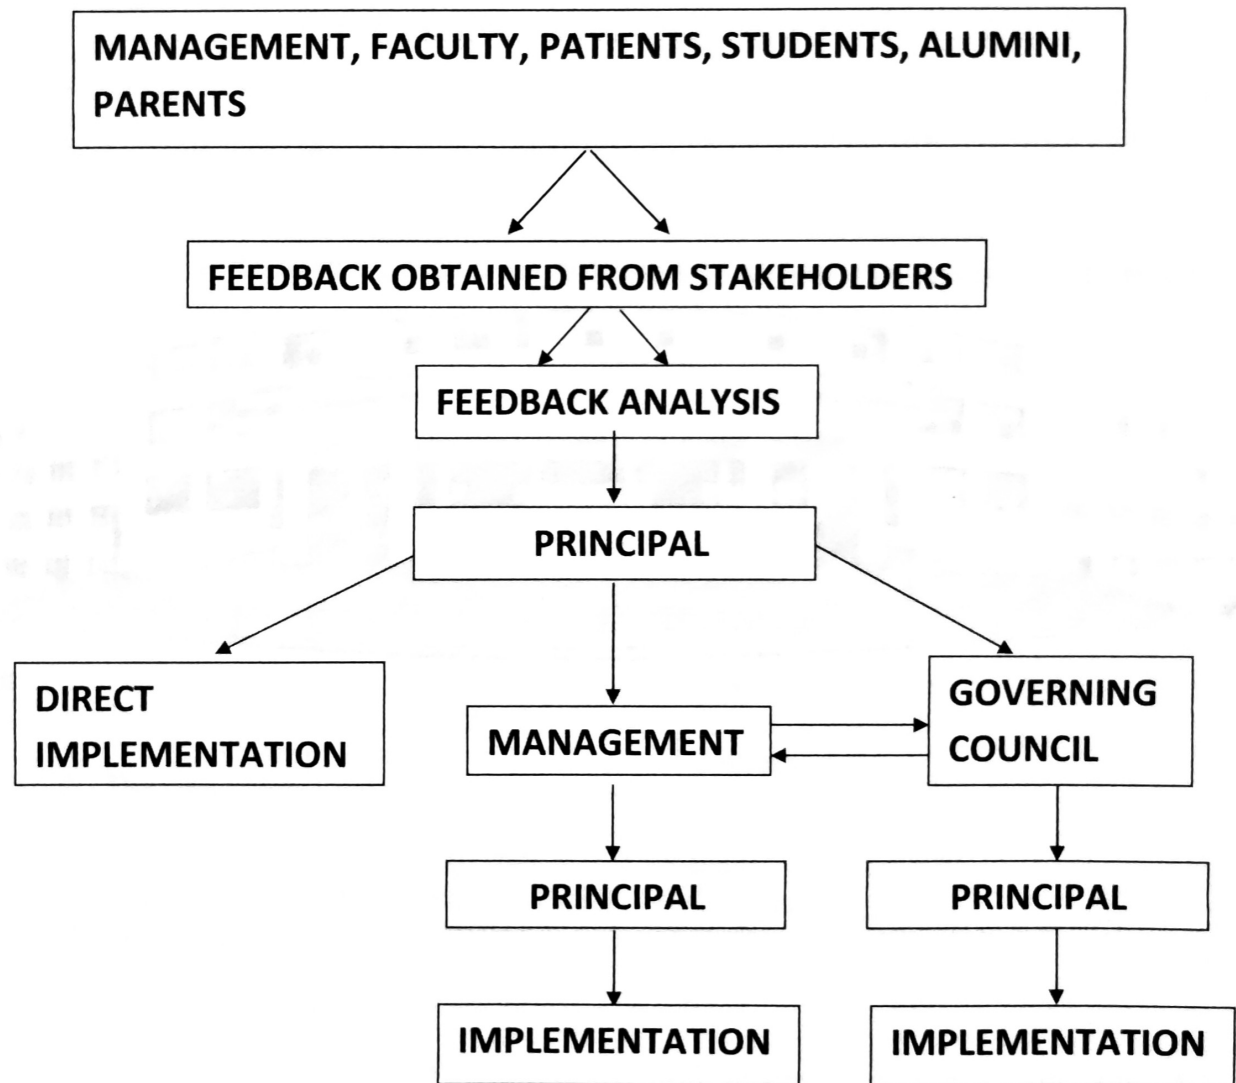 MANAGEMENT, FACULTY, PATIENTS, STUDENTS, ALUMINI,
PARENTS
FEEDBACK OBTAINED FROM STAKEHOLDERS
FEEDBACK ANALYSIS
PRINCIPAL
DIRECT
IMPLEMENTATION
MANAGEMENT
GOVERNING
COUNCIL
PRINCIPAL
PRINCIPAL
IMPLEMENTATION
IMPLEMENTATION